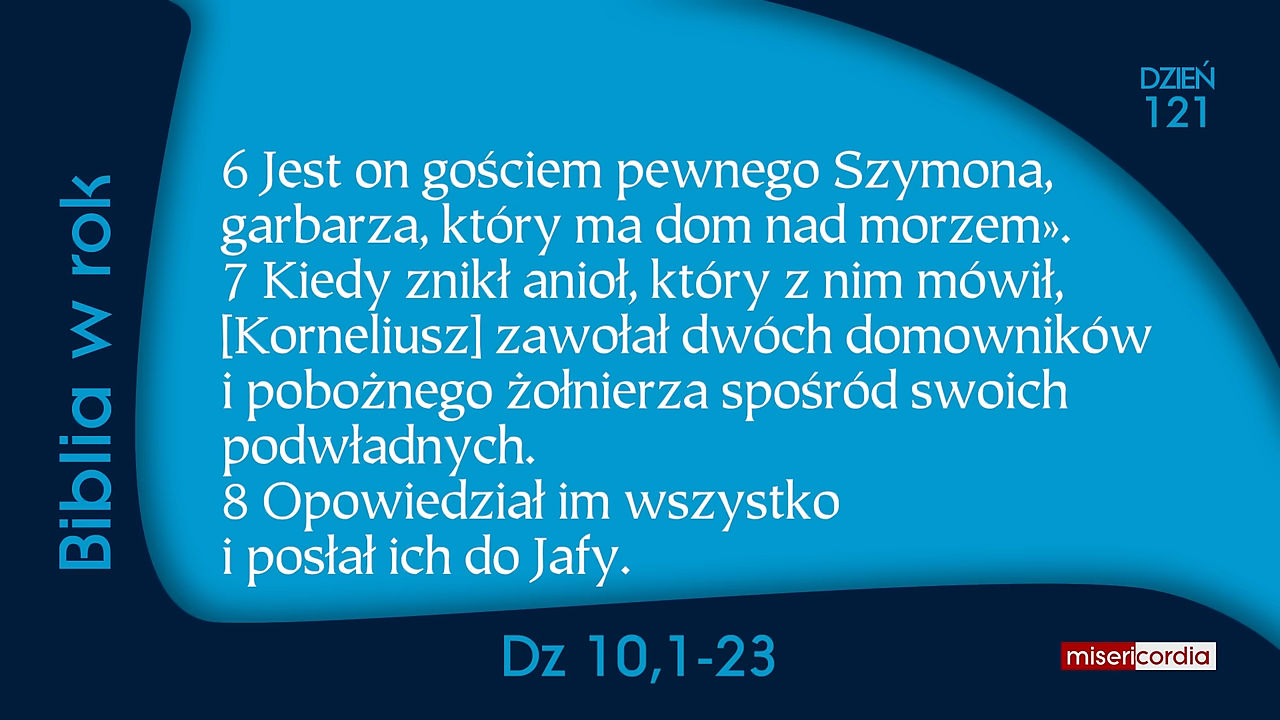 DZIEŃ
121
Biblia w rok
6 Jest on gościem pewnego Szymona,
garbarza, który ma dom nad morzem».
7 Kiedy znikł anioł, który z nim mówił,
[Korneliusz] zawołał dwóch domowników
i pobożnego żołnierza spośród swoich
podwładnych.
8 Opowiedział im wszystko
i posłał ich do Jafy.
Dz 10,1-23
misericordia